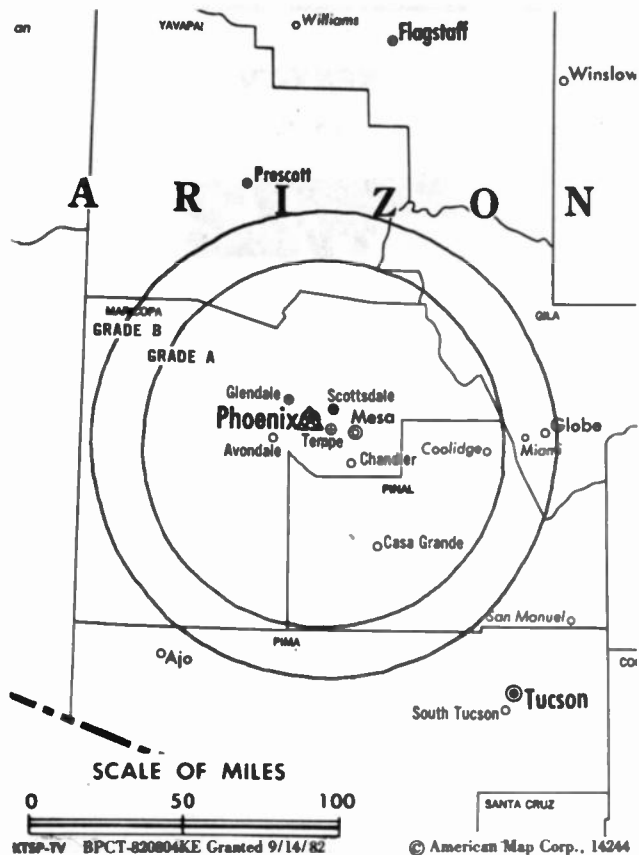 an
YAVAPAI
Williams
Flagstaff
Winslow
Prescott
A R I Z O N
MARICOPA
GRADE B
GRADE A
GILA
Glendale
Scottsdale
Phoenix
Mesa
Tempe
Avondale
Chandler
Coolidge
Miami
Globe
PINAL
Casa Grande
San Manuel
PIMA
Ajo
CO
Tucson
South Tucson
SCALE OF MILES
0 50 100
SANTA CRUZ
KTSP-TV BPCT-820804KE Granted 9/14/82
© American Map Corp., 14244